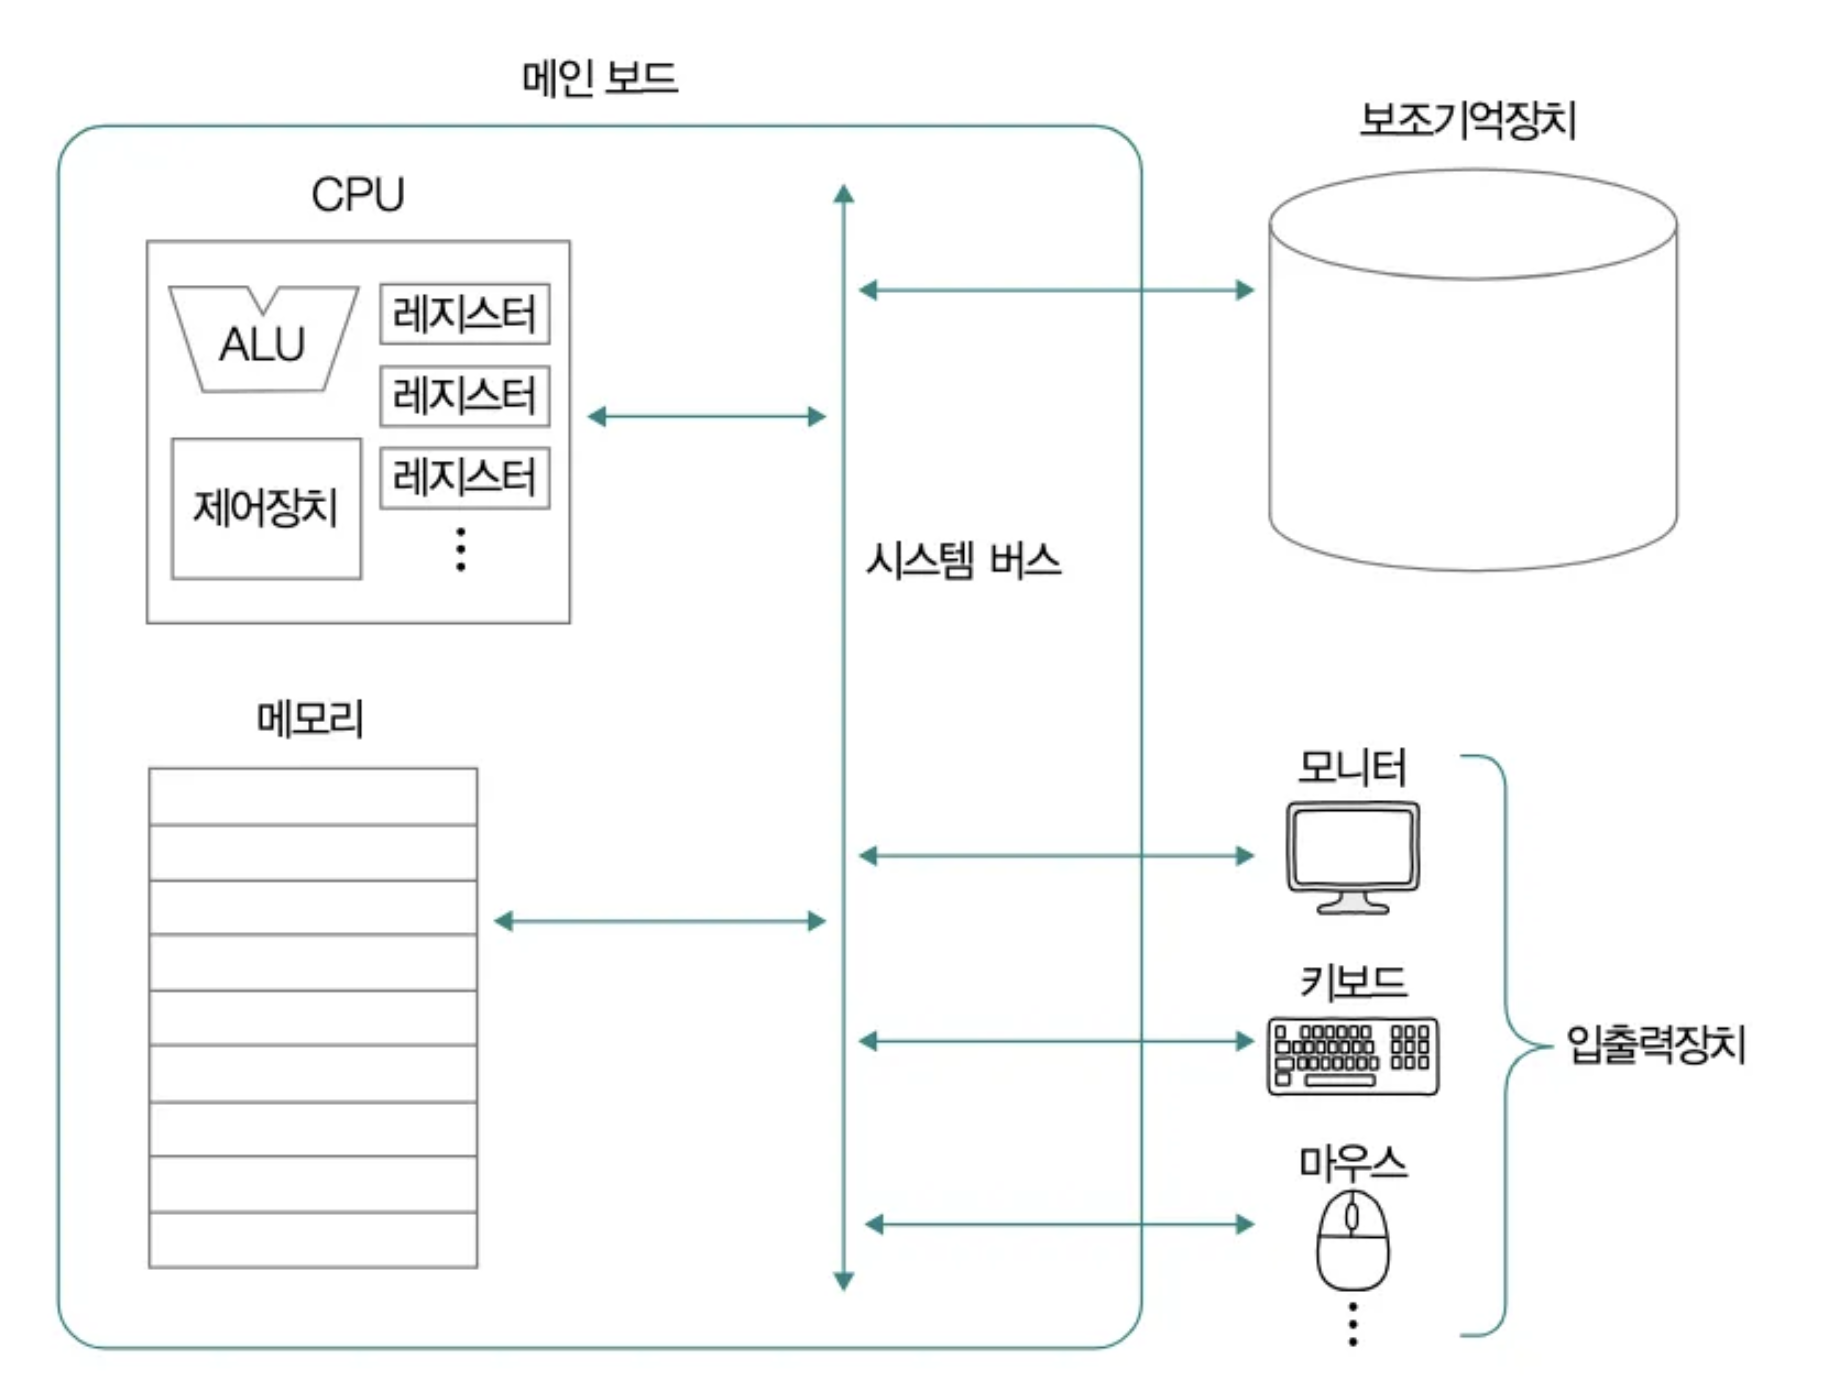 메인 보드
보조기억장치
CPU
ALU
레지스터
레지스터
레지스터
제어장치
시스템 버스
메모리
모니터
키보드
입출력장치
마우스